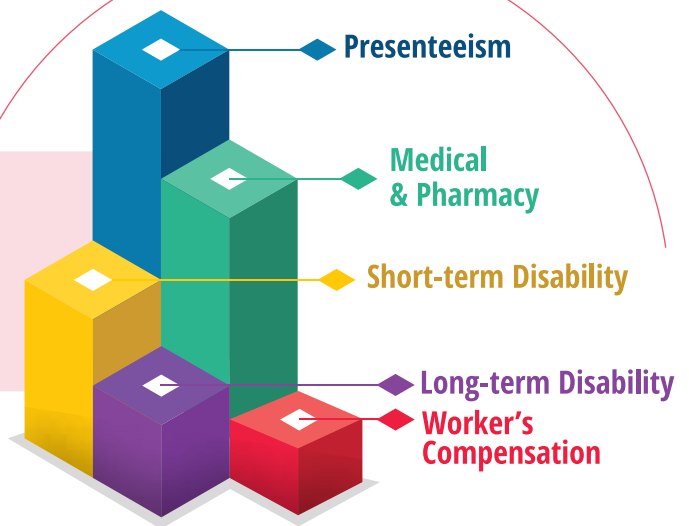 Presenteeism
Medical
& Pharmacy
Short-term Disability
Long-term Disability
Worker’s
Compensation